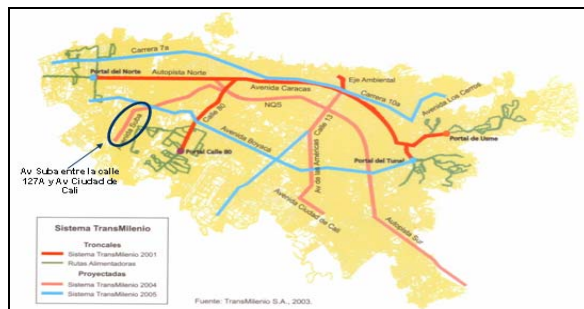 Carrera 7a
Portal del Norte
Autopista Norte
Eje Ambiental
Avenida Caracas
Carrera 10a
Avenida Los Cerros
NQS
Calle 80
Calle 13
Suba
Portal Calle 80
Avenida Boyacá
Av de las Américas
Portal de Usme
Portal del Tunal
Av Suba entre la calle
127A y Av Ciudad de
Cali
Avenida Ciudad de Cali
Autopista Sur
Sistema TransMilenio
Troncales
Sistema TransMilenio 2001
Rutas Alimentadoras
Proyectadas
Sistema TransMilenio 2004
Sistema TransMilenio 2005
Fuente: TransMilenio S.A., 2003.